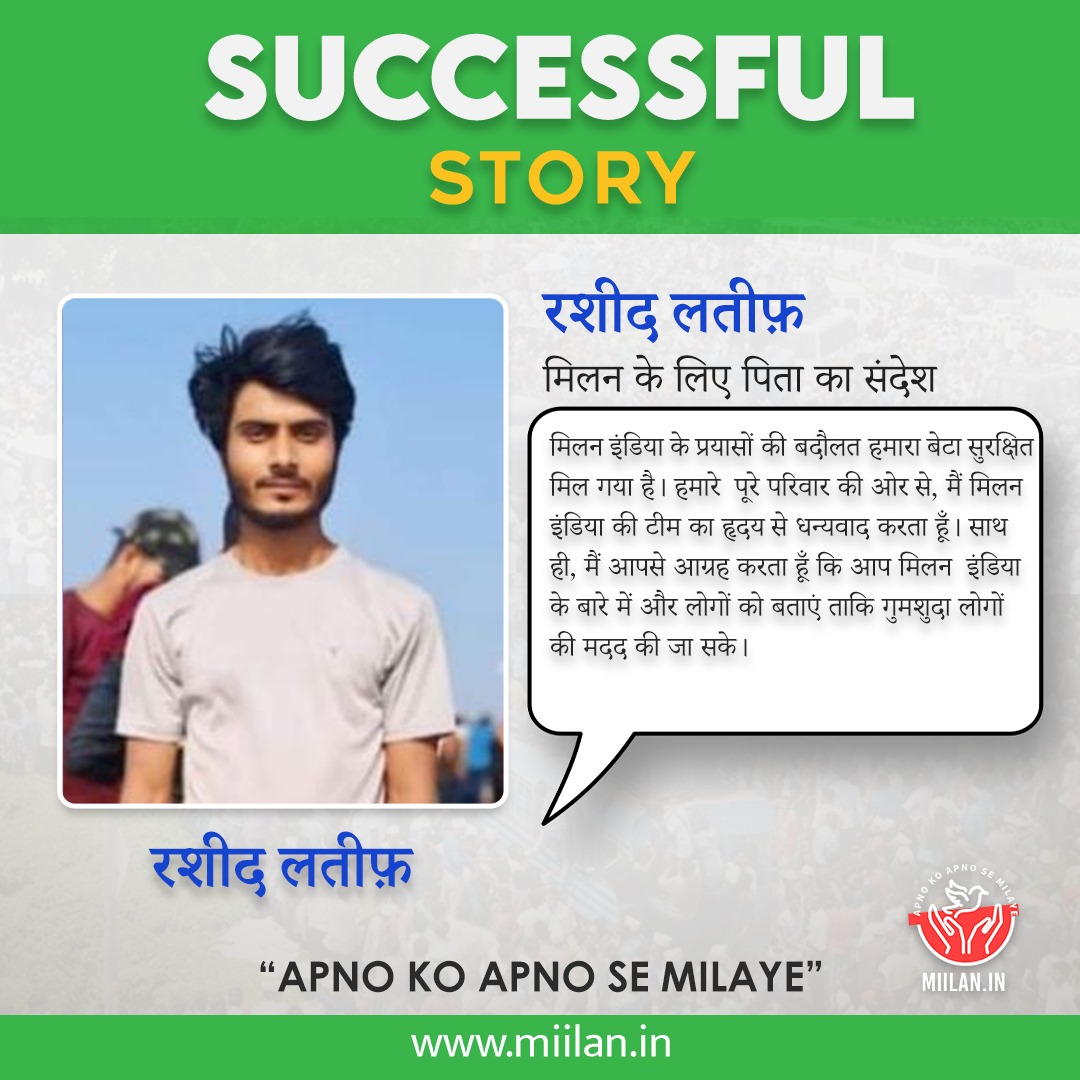 SUCCESSFUL
STORY
रशीद लतीफ़
मिलन के लिए पिता का संदेश
मिलन इंडिया के प्रयासों की बदौलत हमारा बेटा सुरक्षित
मिल गया है। हमारे पूरे परिवार की ओर से, मैं मिलन
इंडिया की टीम का हृदय से धन्यवाद करता हूँ। साथ
ही, मैं आपसे आग्रह करता हूँ कि आप मिलन इंडिया
के बारे में और लोगों को बताएं ताकि गुमशुदा लोगों
की मदद की जा सके।
रशीद लतीफ़
APNO KO APNO SE MILAYE
MIILAN.IN
“APNO KO APNO SE MILAYE”
www.miilan.in